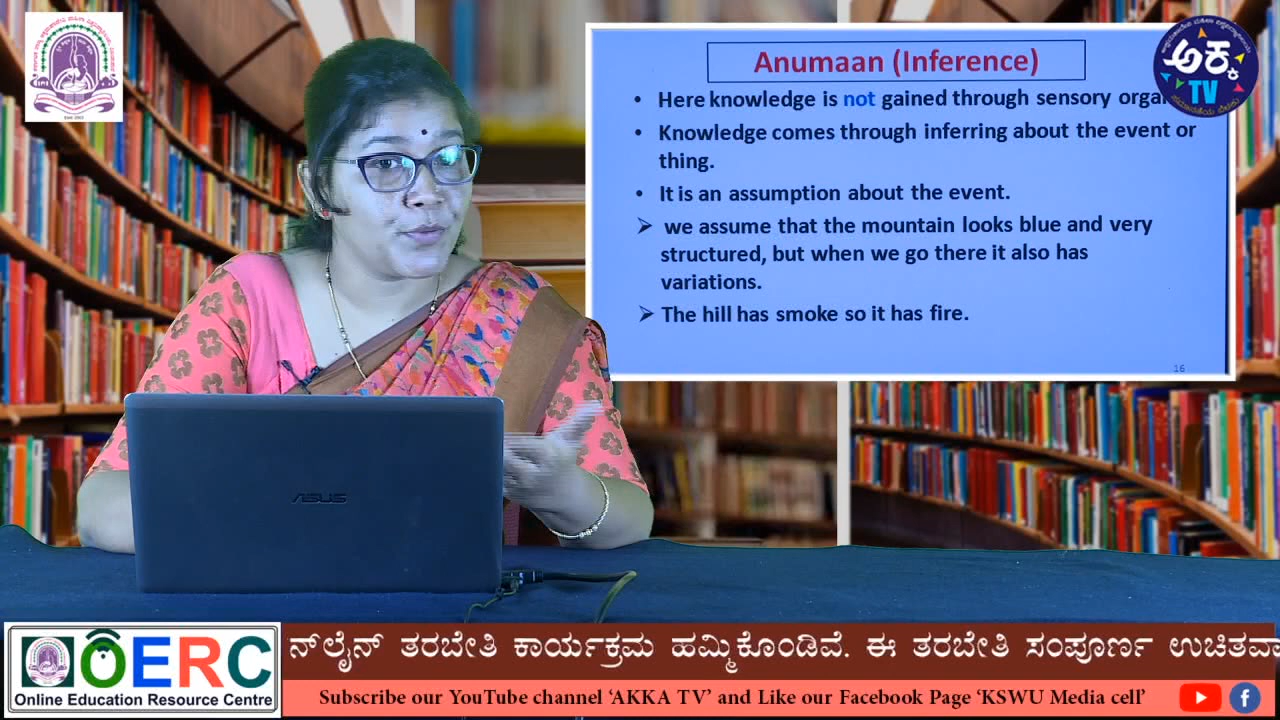 Anumaan (Inference)
• Here knowledge is not gained through sensory
• Knowledge comes through inferring about the event or
thing.
• It is an assumption about the event.
➤ we assume that the mountain looks blue and very
structured, but when we go there it also has
variations.
➤ The hill has smoke so it has fire.
16
ಅಕ್ಕ
TV
ASUS
OERC
Online Education Resource Centre
ನ್‌ಲೈನ್ ತರಬೇತಿ ಕಾರ್ಯಕ್ರಮ ಹಮ್ಮಿಕೊಂಡಿವೆ. ಈ ತರಬೇತಿ ಸಂಪೂರ್ಣ ಉಚಿತವಾ
Subscribe our YouTube channel ‘AKKA TV’ and Like our Facebook Page ‘KSWU Media cell’